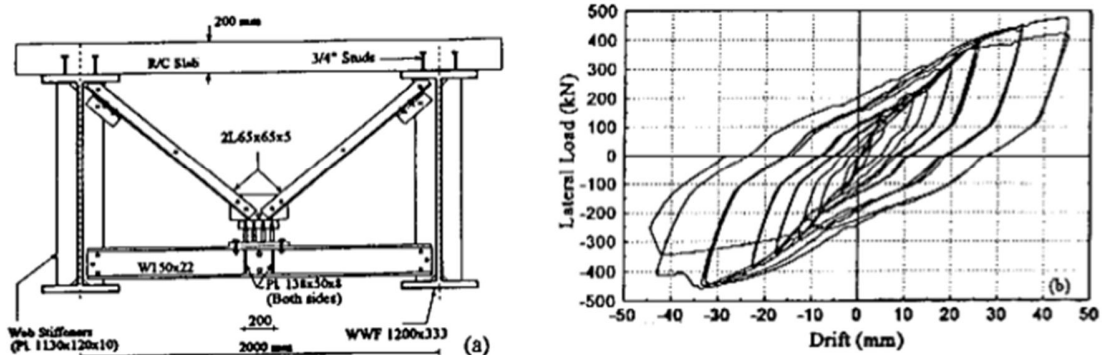 200 mm
R/C Slab
3/4" Studs
2L65x65x5
W150x22
Pl 138x50x8
(Both sides)
200
Web Stiffeners
(PL 1130x120x10)
WWF 1200x333
2000 mm
(a)
500
400
300
200
100
0
-100
-200
-300
-400
-500
Lateral Load (kN)
-50 -40 -30 -20 -10 0 10 20 30 40 50
Drift (mm)
(b)